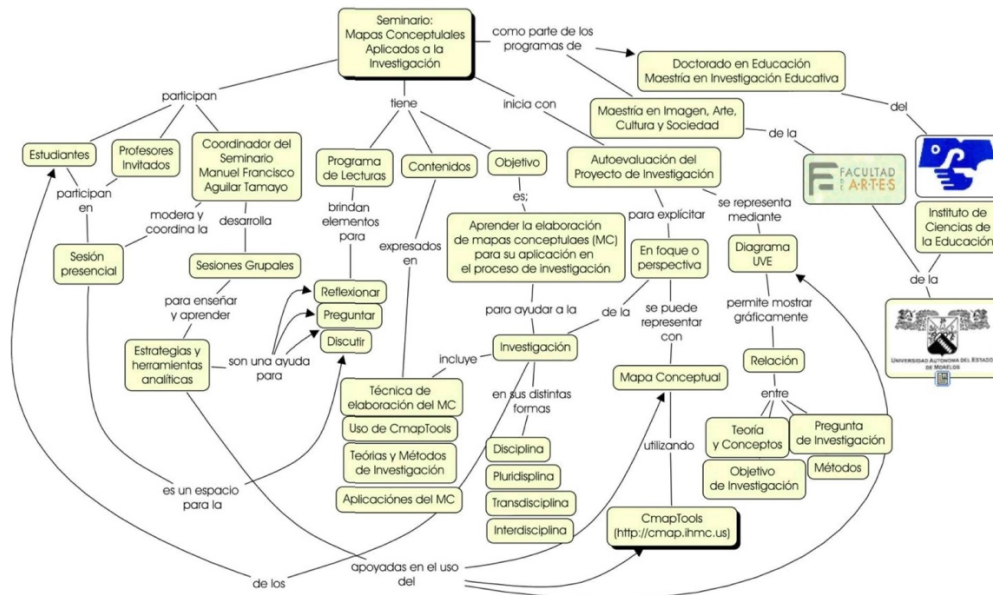 Seminario:
Mapas Conceptulales
Aplicados a la
Investigación
como parte de los
programas de
Doctorado en Educación
Maestría en Investigación Educativa
participan
tiene
inicia con
Maestría en Imagen, Arte,
Cultura y Sociedad
del
de la
Estudiantes
Profesores
Invitados
Coordinador del
Seminario
Manuel Francisco
Aguilar Tamayo
Programa
de Lecturas
Contenidos
Objetivo
Autoevaluación del
Proyecto de Investigación
FACULTAD
DE ARTES
participan
en
modera y
coordina la
desarrolla
brindan
elementos
para
expresados
en
es;
para explicitar
se representa
mediante
Instituto de
Ciencias de
la Educación
Sesión
presencial
Sesiones Grupales
Aprender la elaboración
de mapas conceptulaes (MC)
para su aplicación en
el proceso de investigación
En foque o
perspectiva
Diagrama
UVE
de la
para enseñar
y aprender
Reflexionar
Preguntar
Discutir
para ayudar a la
de la
se puede
representar
con
permite mostrar
gráficamente
Universidad Autónoma del Estado
de Morelos
Estrategias y
herramientas
analíticas
son una ayuda
para
incluye
Investigación
Mapa Conceptual
Relación
Técnica de
elaboración del MC
Uso de CmapTools
Teórias y Métodos
de Investigación
Aplicaciónes del MC
en sus distintas
formas
entre
Disciplina
Pluridisplina
Transdisciplina
Interdisciplina
utilizando
Teoría
y Conceptos
Pregunta
de Investigación
Objetivo
de Investigación
Métodos
es un espacio
para la
CmapTools
(http://cmap.ihmc.us)
de los
apoyadas en el uso
del